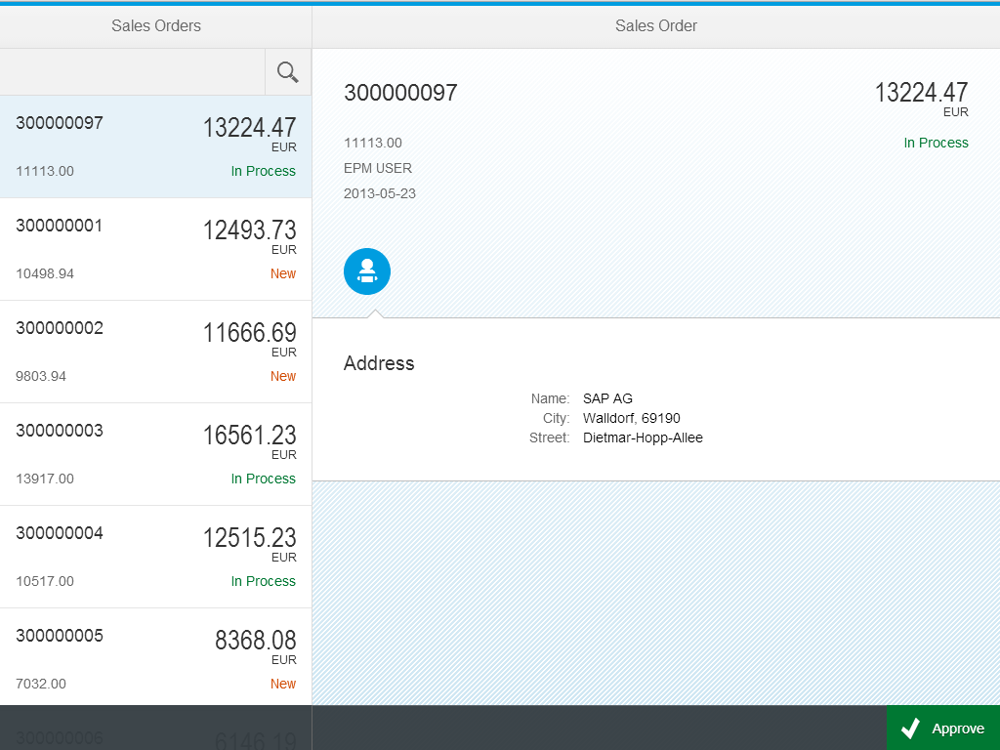 Sales Orders
300000097 13224.47
EUR
11113.00 In Process
300000001 12493.73
EUR
10498.94 New
300000002 11666.69
EUR
9803.94 New
300000003 16561.23
EUR
13917.00 In Process
300000004 12515.23
EUR
10517.00 In Process
300000005 8368.08
EUR
7032.00 New
300000006 6146.19
Sales Order
300000097 13224.47
EUR
11113.00 In Process
EPM USER
2013-05-23
Address
Name: SAP AG
City: Walldorf, 69190
Street: Dietmar-Hopp-Allee
Approve